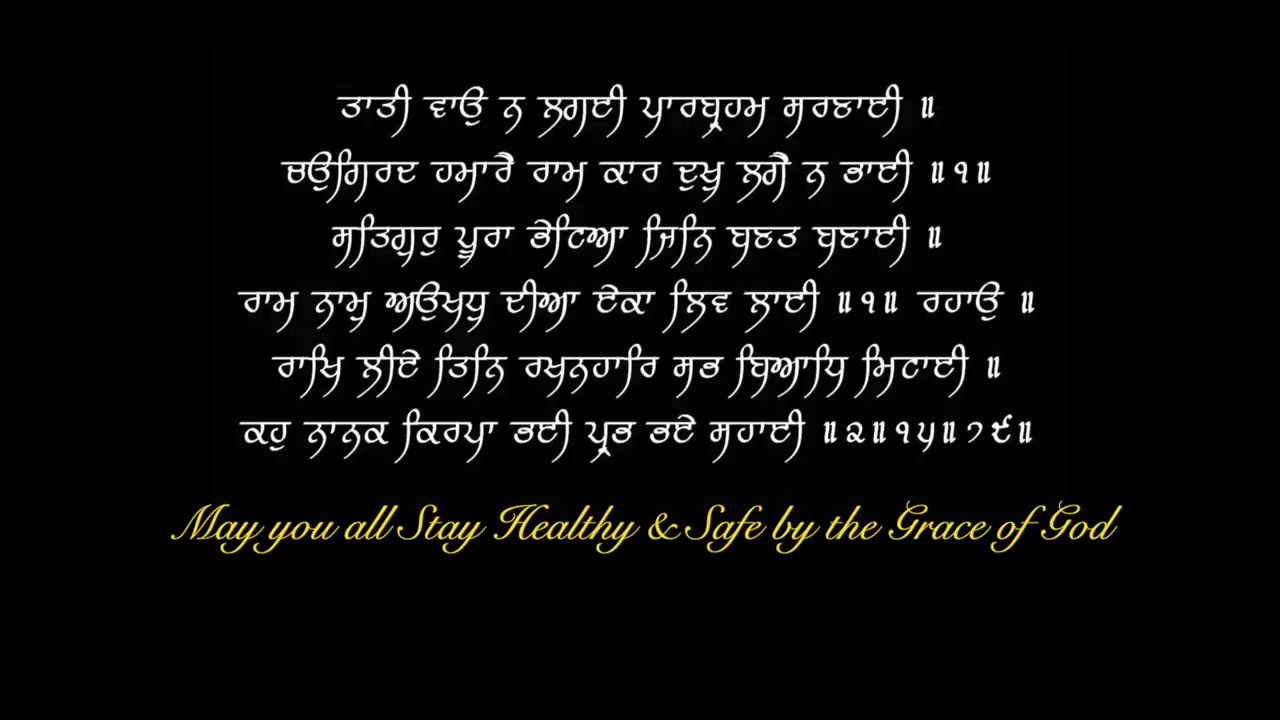 ਤਾਤੀ ਵਾਉ ਨ ਲਗਈ ਪਾਰਬ੍ਰਹਮ ਸਰਣਾਈ ॥
ਚਉਗਿਰਦ ਹਮਾਰੈ ਰਾਮ ਕਾਰ ਦੁਖੁ ਲਗੈ ਨ ਭਾਈ ॥੧॥
ਸਤਿਗੁਰੁ ਪੂਰਾ ਭੇਟਿਆ ਜਿਨਿ ਬਣਤ ਬਣਾਈ ॥
ਰਾਮ ਨਾਮੁ ਅਉਖਧੁ ਦੀਆ ਏਕਾ ਲਿਵ ਲਾਈ ॥੧॥ ਰਹਾਉ ॥
ਰਾਖਿ ਲੀਏ ਤਿਨਿ ਰਖਨਹਾਰਿ ਸਭ ਬਿਆਧਿ ਮਿਟਾਈ ॥
ਕਹੁ ਨਾਨਕ ਕਿਰਪਾ ਭਈ ਪ੍ਰਭ ਭਏ ਸਹਾਈ ॥੨॥੧੫॥੭੯॥
May you all Stay Healthy & Safe by the Grace of God